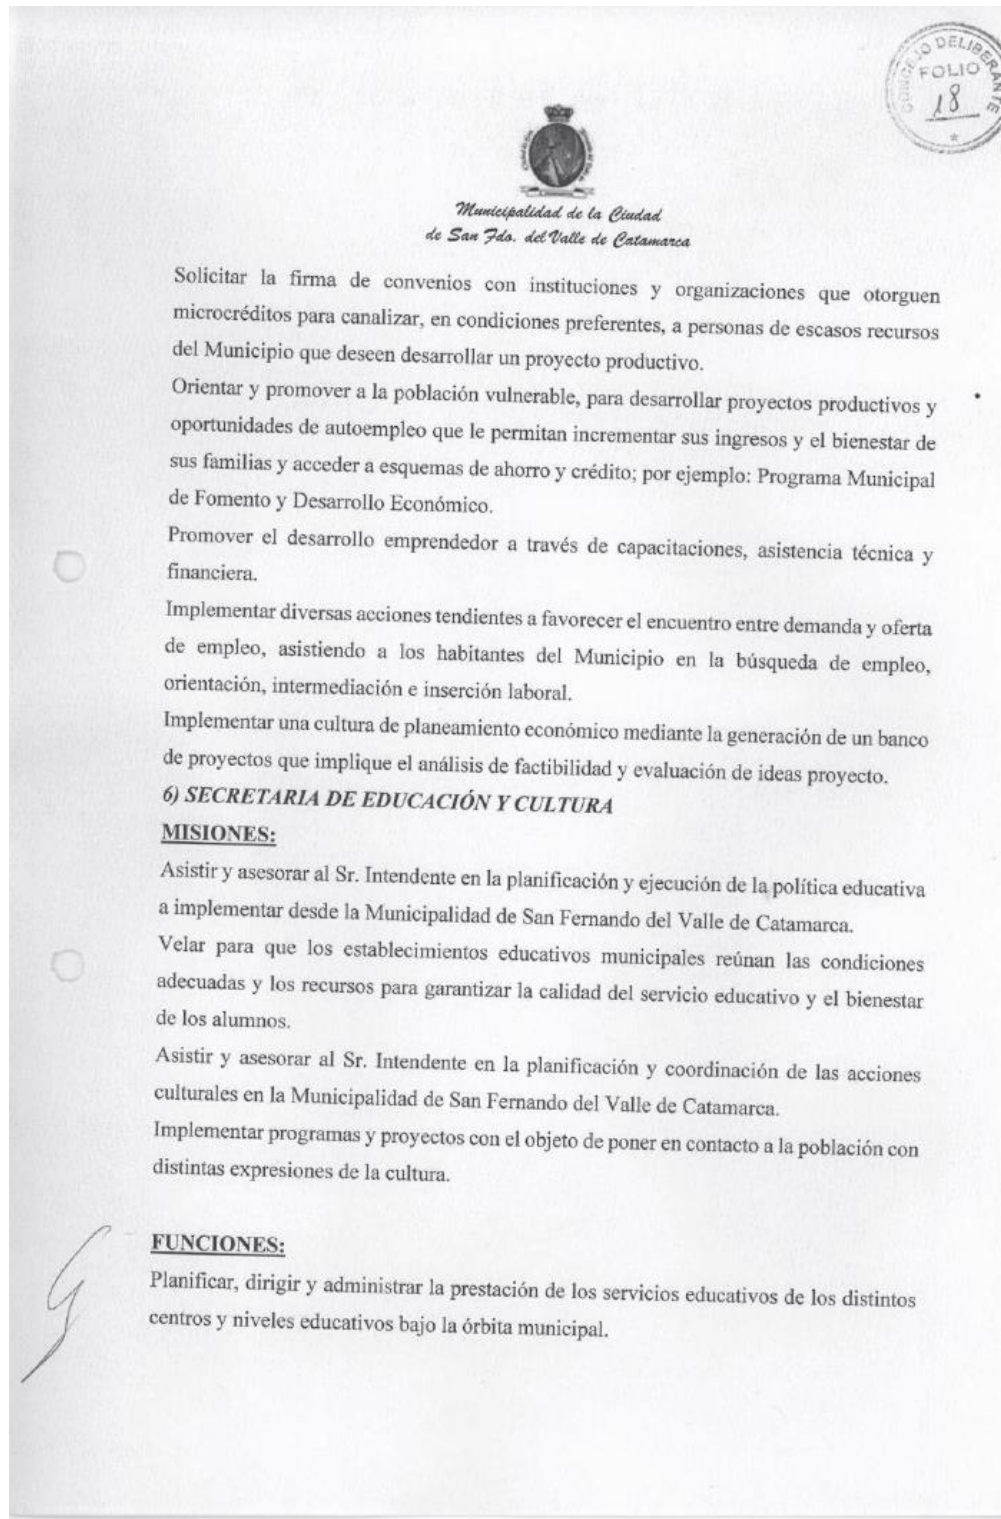 CONCEJO DELIBERANTE
FOLIO
18
Municipalidad de la Ciudad
de San Fdo. del Valle de Catamarca
Solicitar la firma de convenios con instituciones y organizaciones que otorguen
microcréditos para canalizar, en condiciones preferentes, a personas de escasos recursos
del Municipio que deseen desarrollar un proyecto productivo.
Orientar y promover a la población vulnerable, para desarrollar proyectos productivos y
oportunidades de autoempleo que le permitan incrementar sus ingresos y el bienestar de
sus familias y acceder a esquemas de ahorro y crédito; por ejemplo: Programa Municipal
de Fomento y Desarrollo Económico.
Promover el desarrollo emprendedor a través de capacitaciones, asistencia técnica y
financiera.
Implementar diversas acciones tendientes a favorecer el encuentro entre demanda y oferta
de empleo, asistiendo a los habitantes del Municipio en la búsqueda de empleo,
orientación, intermediación e inserción laboral.
Implementar una cultura de planeamiento económico mediante la generación de un banco
de proyectos que implique el análisis de factibilidad y evaluación de ideas proyecto.
6) SECRETARIA DE EDUCACIÓN Y CULTURA
MISIONES:
Asistir y asesorar al Sr. Intendente en la planificación y ejecución de la política educativa
a implementar desde la Municipalidad de San Fernando del Valle de Catamarca.
Velar para que los establecimientos educativos municipales reúnan las condiciones
adecuadas y los recursos para garantizar la calidad del servicio educativo y el bienestar
de los alumnos.
Asistir y asesorar al Sr. Intendente en la planificación y coordinación de las acciones
culturales en la Municipalidad de San Fernando del Valle de Catamarca.
Implementar programas y proyectos con el objeto de poner en contacto a la población con
distintas expresiones de la cultura.
FUNCIONES:
Planificar, dirigir y administrar la prestación de los servicios educativos de los distintos
centros y niveles educativos bajo la órbita municipal.